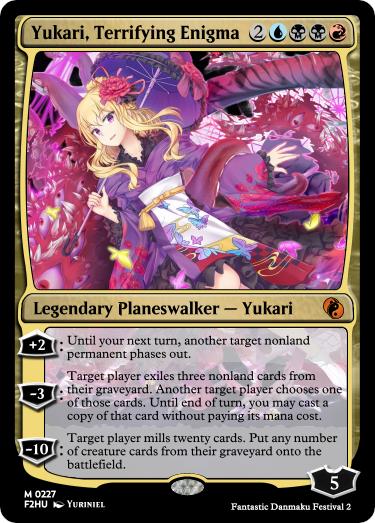 Yukari, Terrifying Enigma 2
Legendary Planeswalker — Yukari
+2: Until your next turn, another target nonland
permanent phases out.
-3: Target player exiles three nonland cards from
their graveyard. Another target player chooses one
of those cards. Until end of turn, you may cast a
copy of that card without paying its mana cost.
-10: Target player mills twenty cards. Put any number
of creature cards from their graveyard onto the
battlefield.
5
M 0227
F2HU YURINIEL
Fantastic Danmaku Festival 2